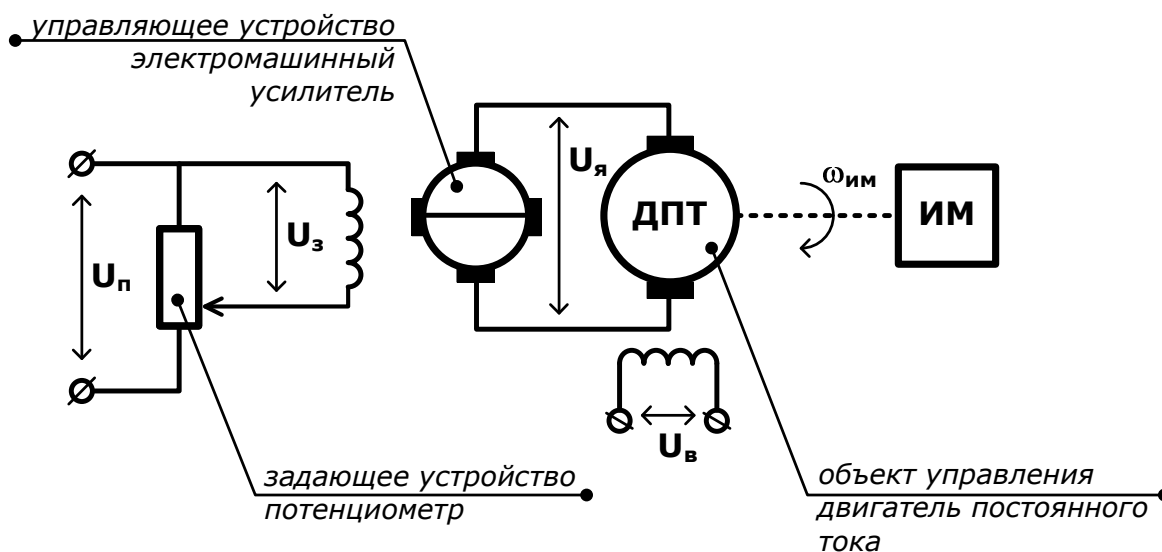 управляющее устройство
электромашинный
усилитель
Uп
Uз
Uя
ДПТ
ωим
ИМ
Uв
задающее устройство
потенциометр
объект управления
двигатель постоянного
тока